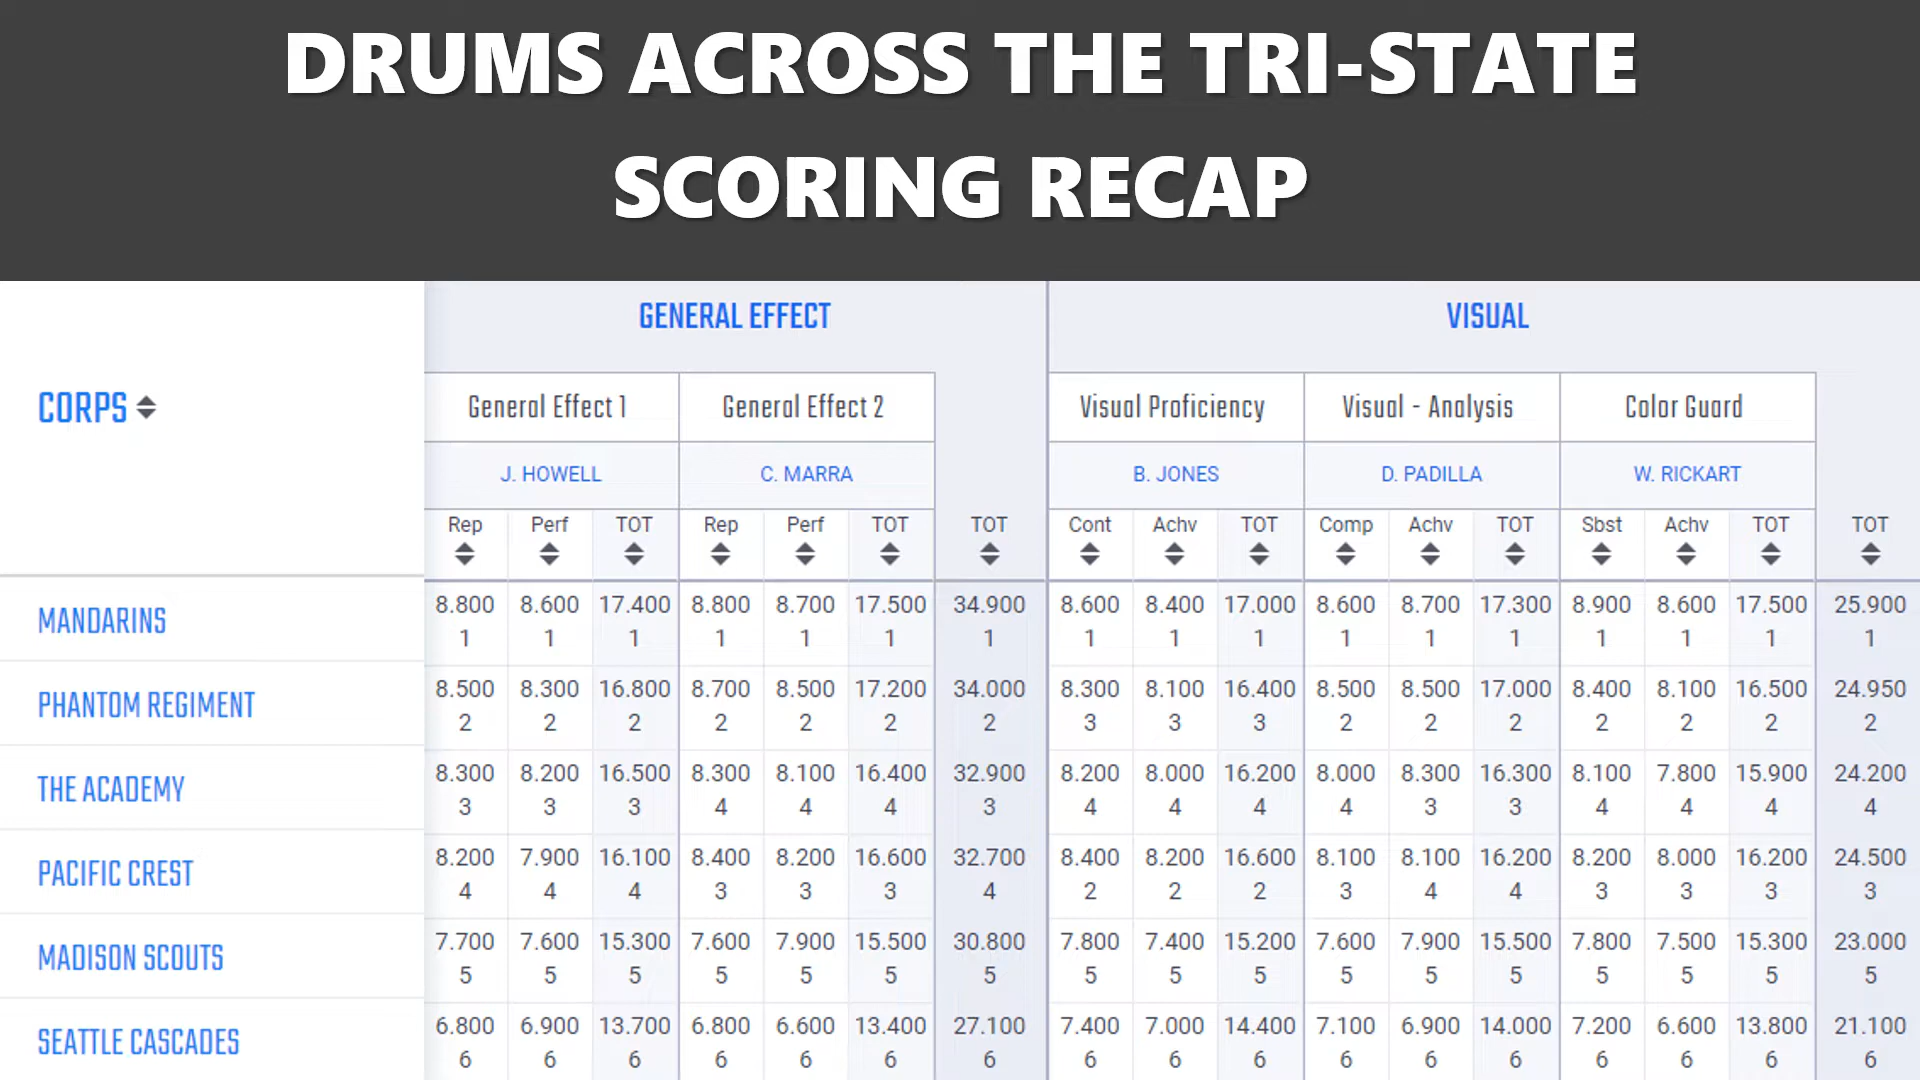 DRUMS ACROSS THE TRI-STATE
SCORING RECAP
GENERAL EFFECT VISUAL
CORPS General Effect 1 General Effect 2 Visual Proficiency Visual - Analysis Color Guard
J. HOWELL C. MARRA B. JONES D. PADILLA W. RICKART
Rep Perf TOT Rep Perf TOT TOT Cont Achv TOT Comp Achv TOT Sbst Achv TOT TOT
MANDARINS 8.800 8.600 17.400 8.800 8.700 17.500 34.900 8.600 8.400 17.000 8.600 8.700 17.300 8.900 8.600 17.500 25.900
1 1 1 1 1 1 1 1 1 1 1 1 1 1 1 1 1
PHANTOM REGIMENT 8.500 8.300 16.800 8.700 8.500 17.200 34.000 8.300 8.100 16.400 8.500 8.500 17.000 8.400 8.100 16.500 24.950
2 2 2 2 2 2 2 3 3 3 2 2 2 2 2 2 2
THE ACADEMY 8.300 8.200 16.500 8.300 8.100 16.400 32.900 8.200 8.000 16.200 8.000 8.300 16.300 8.100 7.800 15.900 24.200
3 3 3 4 4 4 3 4 4 4 4 3 3 4 4 4 4
PACIFIC CREST 8.200 7.900 16.100 8.400 8.200 16.600 32.700 8.400 8.200 16.600 8.100 8.100 16.200 8.200 8.000 16.200 24.500
4 4 4 3 3 3 4 2 2 2 3 4 4 3 3 3 3
MADISON SCOUTS 7.700 7.600 15.300 7.600 7.900 15.500 30.800 7.800 7.400 15.200 7.600 7.900 15.500 7.800 7.500 15.300 23.000
5 5 5 5 5 5 5 5 5 5 5 5 5 5 5 5 5
SEATTLE CASCADES 6.800 6.900 13.700 6.800 6.600 13.400 27.100 7.400 7.000 14.400 7.100 6.900 14.000 7.200 6.600 13.800 21.100
6 6 6 6 6 6 6 6 6 6 6 6 6 6 6 6 6